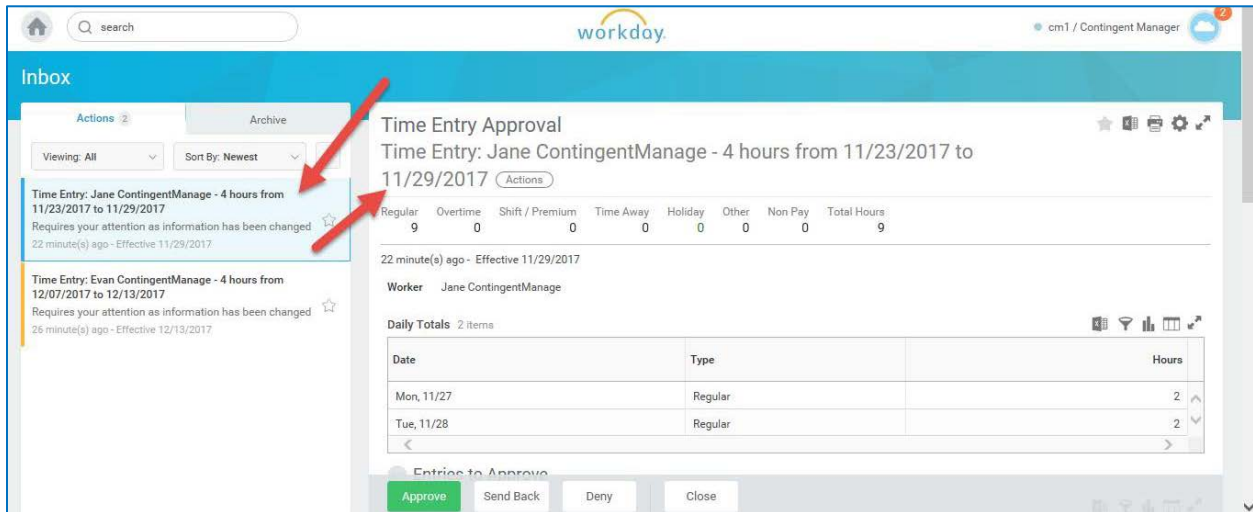 search
workday.
cm1 / Contingent Manager
2
Inbox
Actions 2
Archive
Viewing: All
Sort By: Newest
Time Entry: Jane ContingentManage - 4 hours from
11/23/2017 to 11/29/2017
Requires your attention as information has been changed
22 minute(s) ago - Effective 11/29/2017
Time Entry: Evan ContingentManage - 4 hours from
12/07/2017 to 12/13/2017
Requires your attention as information has been changed
26 minute(s) ago - Effective 12/13/2017
Time Entry Approval
Time Entry: Jane ContingentManage - 4 hours from 11/23/2017 to
11/29/2017 Actions
Regular Overtime Shift / Premium Time Away Holiday Other Non Pay Total Hours
9 0 0 0 0 0 0 9
22 minute(s) ago - Effective 11/29/2017
Worker Jane ContingentManage
Daily Totals 2 items
Date Type Hours
Mon, 11/27 Regular 2
Tue, 11/28 Regular 2
Entries to Approve
Approve Send Back Deny Close